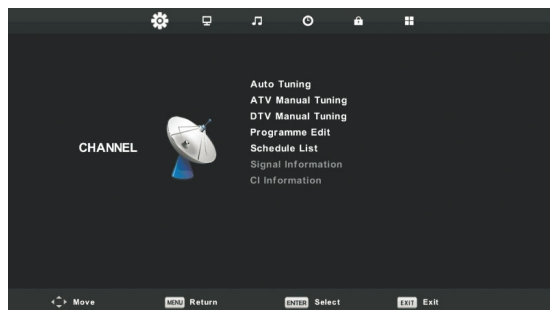 Auto Tuning
ATV Manual Tuning
DTV Manual Tuning
Programme Edit
CHANNEL
Schedule List
Signal Information
CI Information
Move
MENU Return
ENTER Select
EXIT Exit